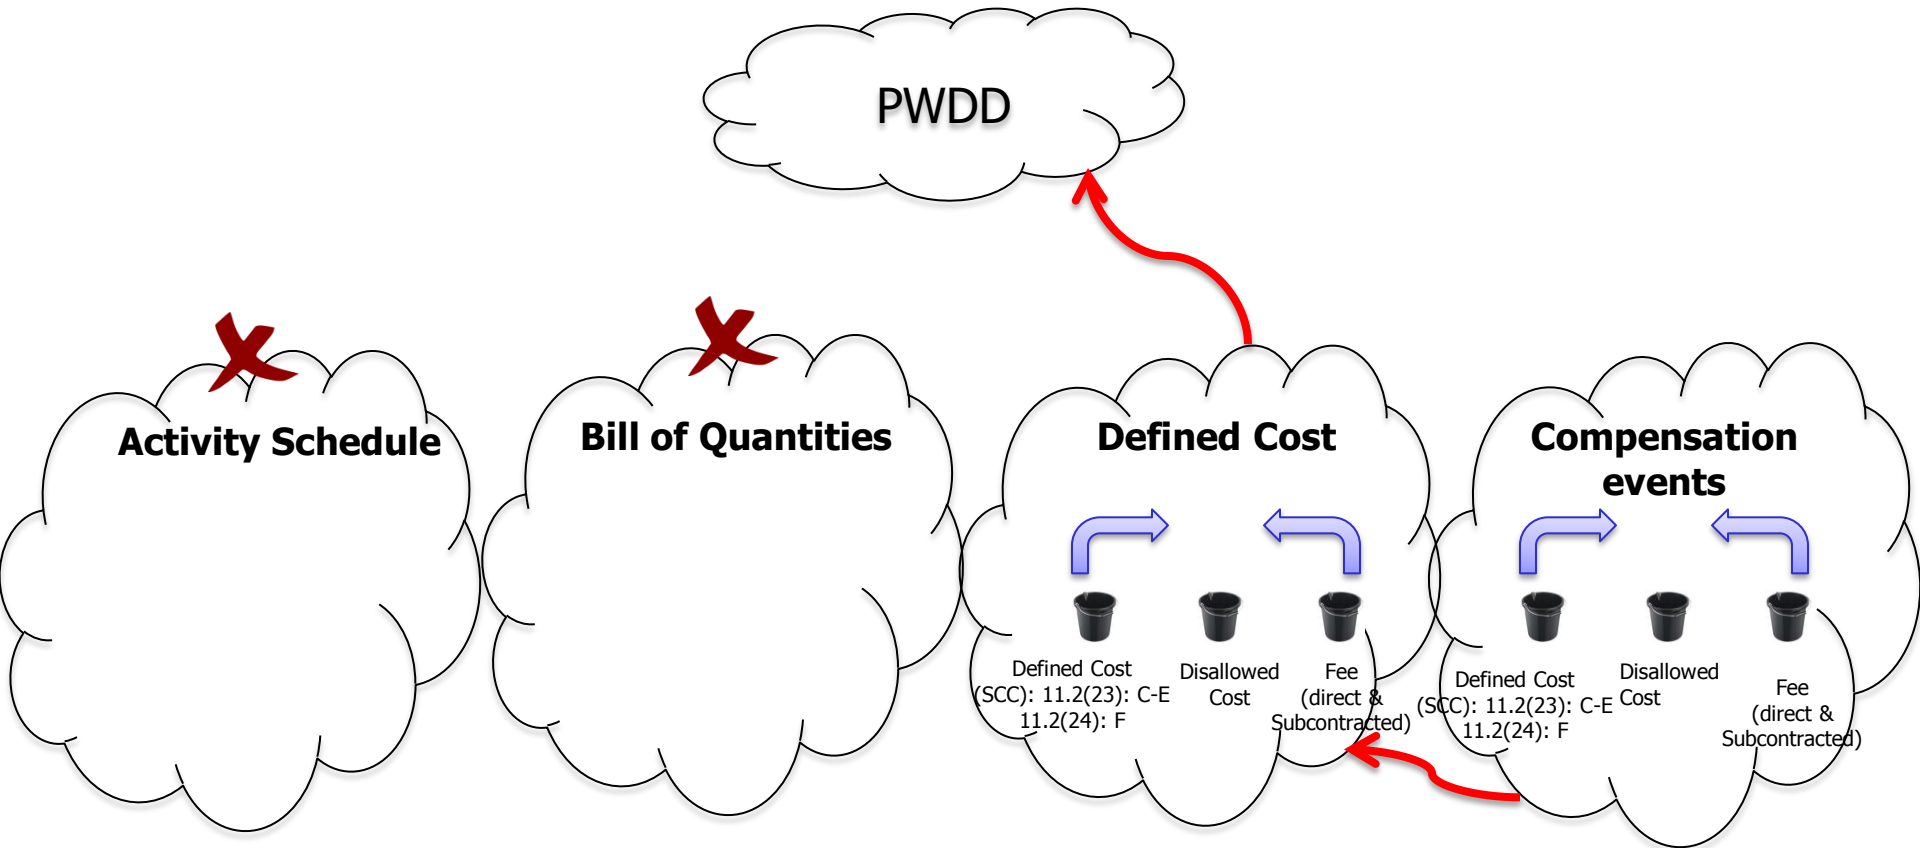 PWDD
Activity Schedule
Bill of Quantities
Defined Cost
Compensation
events
Defined Cost
(SCC): 11.2(23): C-E
11.2(24): F
Disallowed
Cost
Fee
(direct &
Subcontracted)
Defined Cost
(SCC): 11.2(23): C-E
11.2(24): F
Disallowed
Cost
Fee
(direct &
Subcontracted)